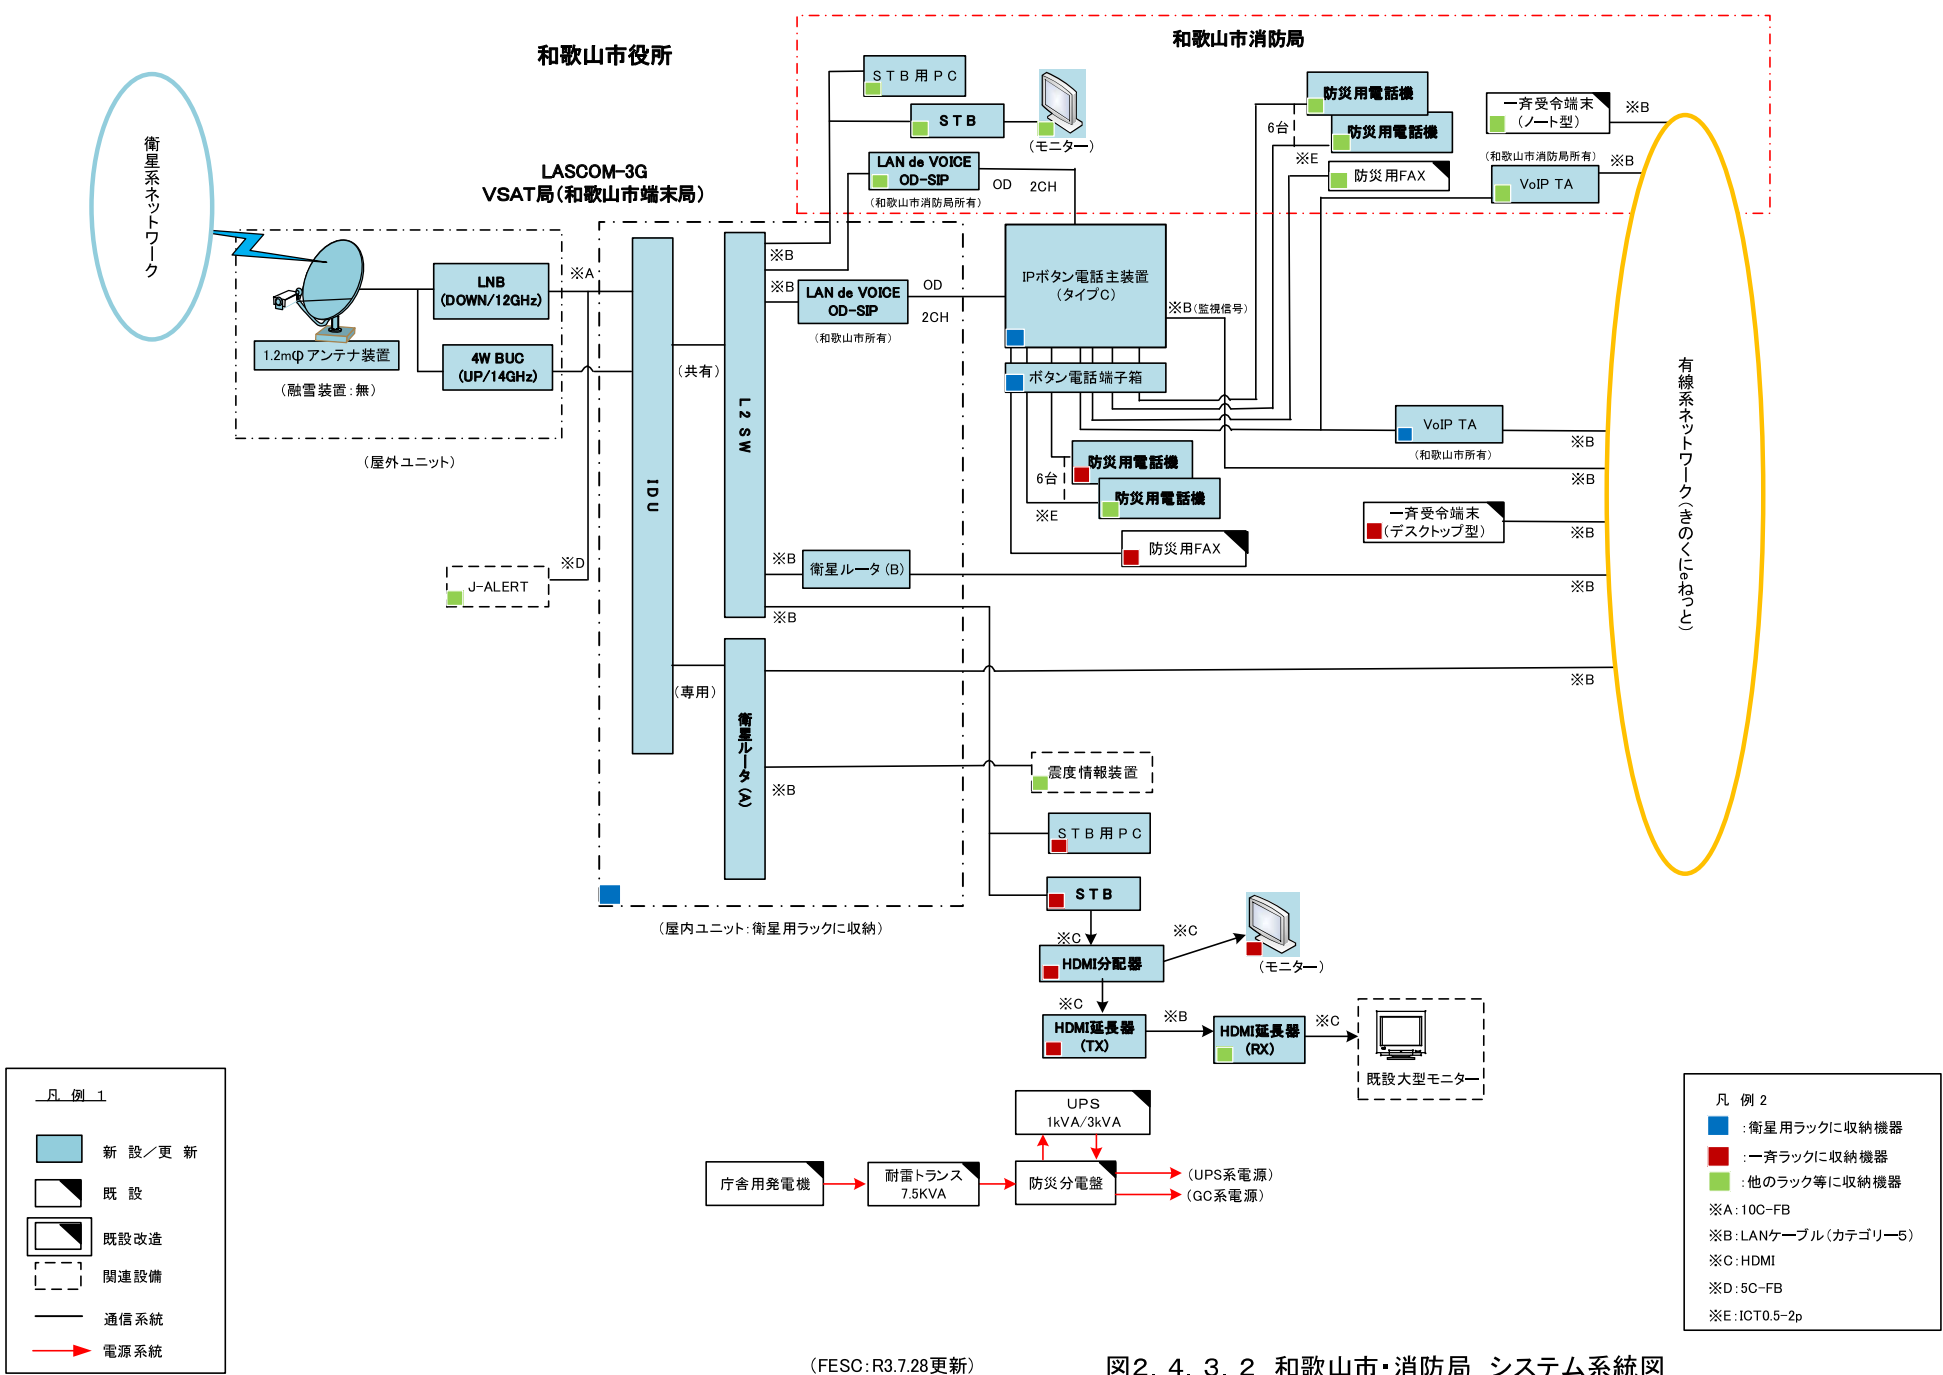 和歌山市役所
和歌山市消防局
衛星系ネットワーク
LASCOM-3G
VSAT局(和歌山市端末局)
STB用PC
STB
(モニター)
LAN de VOICE
OD-SIP
(和歌山市消防局所有)
OD 2CH
防災用電話機
6台
防災用電話機
※E
防災用FAX
一斉受令端末
(ノート型)
※B
(和歌山市消防局所有)
※B
VoIP TA
LNB
(DOWN/12GHz)
※A
4W BUC
(UP/14GHz)
1.2mφアンテナ装置
(融雪装置:無)
(屋外ユニット)
※D
J-ALERT
IDU
(共有)
(専用)
L2SW
衛星ルータ(A)
※B
※B
LAN de VOICE
OD-SIP
(和歌山市所有)
OD
2CH
IPボタン電話主装置
(タイプC)
※B(監視信号)
ボタン電話端子箱
防災用電話機
6台
防災用電話機
※E
防災用FAX
VoIP TA
(和歌山市所有)
※B
※B
一斉受令端末
(デスクトップ型)
※B
※B
衛星ルータ(B)
※B
※B
※B
※B
震度情報装置
有線系ネットワーク(きのくにeねっと)
STB用PC
STB
※C
HDMI分配器
※C
(モニター)
※C
HDMI延長器
(TX)
※B
HDMI延長器
(RX)
※C
既設大型モニター
(屋内ユニット:衛星用ラックに収納)
UPS
1kVA/3kVA
庁舎用発電機
耐雷トランス
7.5KVA
防災分電盤
(UPS系電源)
(GC系電源)
凡 例 1
新 設/更 新
既 設
既設改造
関連設備
通信系統
電源系統
凡 例 2
:衛星用ラックに収納機器
:一斉ラックに収納機器
:他のラック等に収納機器
※A:10C-FB
※B:LANケーブル(カテゴリー5)
※C:HDMI
※D:5C-FB
※E:ICT0.5-2p
(FESC:R3.7.28更新)
図2.4.3.2 和歌山市・消防局 システム系統図